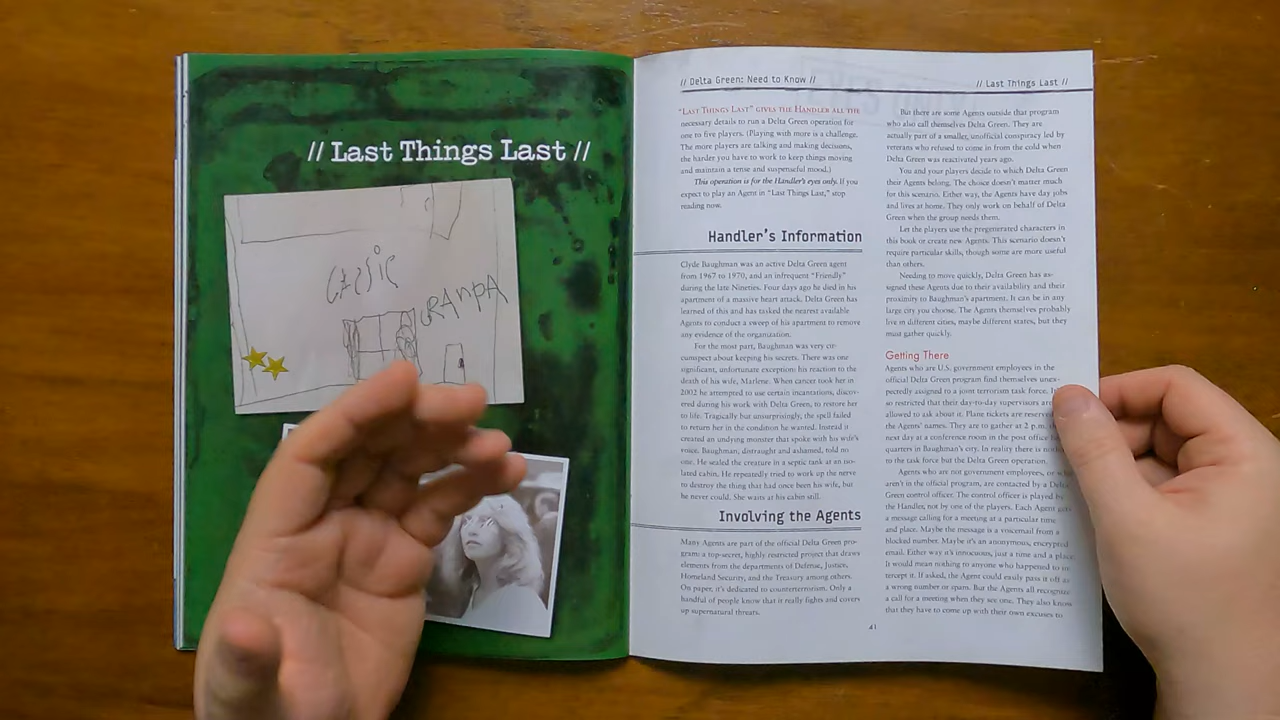 // Last Things Last //
GRANDPA
// Delta Green: Need to Know //
// Last Things Last //
"Last Things Last" gives the Handler all the
necessary details to run a Delta Green operation for
one to five players. (Playing with more is a challenge.
The more players are talking and making decisions,
the harder you have to work to keep things moving
and maintain a tense and suspenseful mood.)
This operation is for the Handler's eyes only. If you
expect to play an Agent in "Last Things Last," stop
reading now.
Handler's Information
Clyde Baughman was an active Delta Green agent
from 1967 to 1970, and an infrequent "Friendly"
during the late Nineties. Four days ago he died in his
apartment of a massive heart attack. Delta Green has
learned of this and has tasked the nearest available
Agents to conduct a sweep of his apartment to remove
any evidence of the organization.
For the most part, Baughman was very cir-
cumspect about keeping his secrets. There was one
significant, unfortunate exception: his reaction to the
death of his wife, Marlene. When cancer took her in
2002 he attempted to use certain incantations, discov-
ered during his work with Delta Green, to restore her
to life. Tragically but unsurprisingly, the spell failed
to return her in the condition he wanted. Instead it
created an undying monster that spoke with his wife's
voice. Baughman, distraught and ashamed, told no
one. He sealed the creature in a septic tank at an iso-
lated cabin. He repeatedly tried to work up the nerve
to destroy the thing that had once been his wife, but
he never could. She waits at his cabin still.
Involving the Agents
Many Agents are part of the official Delta Green pro-
gram: a top-secret, highly restricted project that draws
elements from the departments of Defense, Justice,
Homeland Security, and the Treasury among others.
On paper, it's dedicated to counterterrorism. Only a
handful of people know that it really fights and covers
up supernatural threats.
But there are some Agents outside that program
who also call themselves Delta Green. They are
actually part of a smaller, unofficial conspiracy led by
veterans who refused to come in from the cold when
Delta Green was reactivated years ago.
You and your players decide to which Delta Green
their Agents belong. The choice doesn't matter much
for this scenario. Either way, the Agents have day jobs
and lives at home. They only work on behalf of Delta
Green when the group needs them.
Let the players use the pregenerated characters in
this book or create new Agents. This scenario doesn't
require particular skills, though some are more useful
than others.
Needing to move quickly, Delta Green has as-
signed these Agents due to their availability and their
proximity to Baughman's apartment. It can be in any
large city you choose. The Agents themselves probably
live in different cities, maybe different states, but they
must gather quickly.
Getting There
Agents who are U.S. government employees in the
official Delta Green program find themselves unex-
pectedly assigned to a joint terrorism task force.
so restricted that their day-to-day supervisors
allowed to ask about it. Plane tickets are reserved
the Agents' names. They are to gather at 2 p.m.
next day at a conference room in the post office
quarters in Baughman's city. In reality there is
to the task force but the Delta Green operation.
Agents who are not government employees, or
aren't in the official program, are contacted by a
Green control officer. The control officer is played by
the Handler, not by one of the players. Each Agent gets
a message calling for a meeting at a particular time
and place. Maybe the message is a voicemail from a
blocked number. Maybe it's an anonymous, encrypted
email. Either way it's innocuous, just a time and a place.
It would mean nothing to anyone who happened to in-
tercept it. If asked, the Agent could easily pass it off as
a wrong number or spam. But the Agents all recognize
a call for a meeting when they see one. They also know
that they have to come up with their own excuses to
41